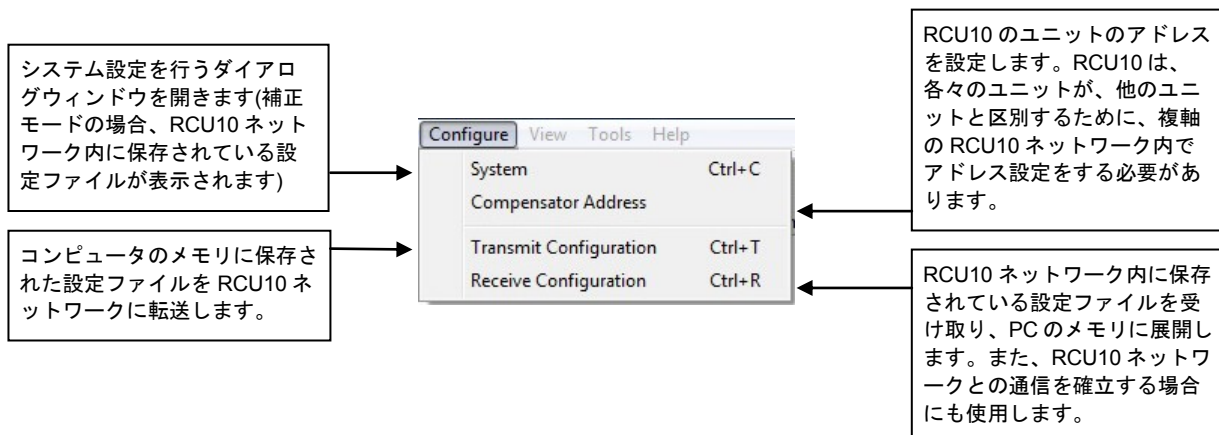 システム設定を行うダイアロ
グウィンドウを開きます(補正
モードの場合、RCU10 ネット
ワーク内に保存されている設
定ファイルが表示されます)
コンピュータのメモリに保存さ
れた設定ファイルを RCU10 ネ
ットワークに転送します。
Configure View Tools Help
System Ctrl+C
Compensator Address
Transmit Configuration Ctrl+T
Receive Configuration Ctrl+R
RCU10 のユニットのアドレス
を設定します。RCU10 は、
各々のユニットが、他のユニ
ットと区別するために、複軸
の RCU10 ネットワーク内で
アドレス設定をする必要があ
ります。
RCU10 ネットワーク内に保存
されている設定ファイルを受
け取り、PC のメモリに展開し
ます。また、RCU10 ネットワ
ークとの通信を確立する場合
にも使用します。